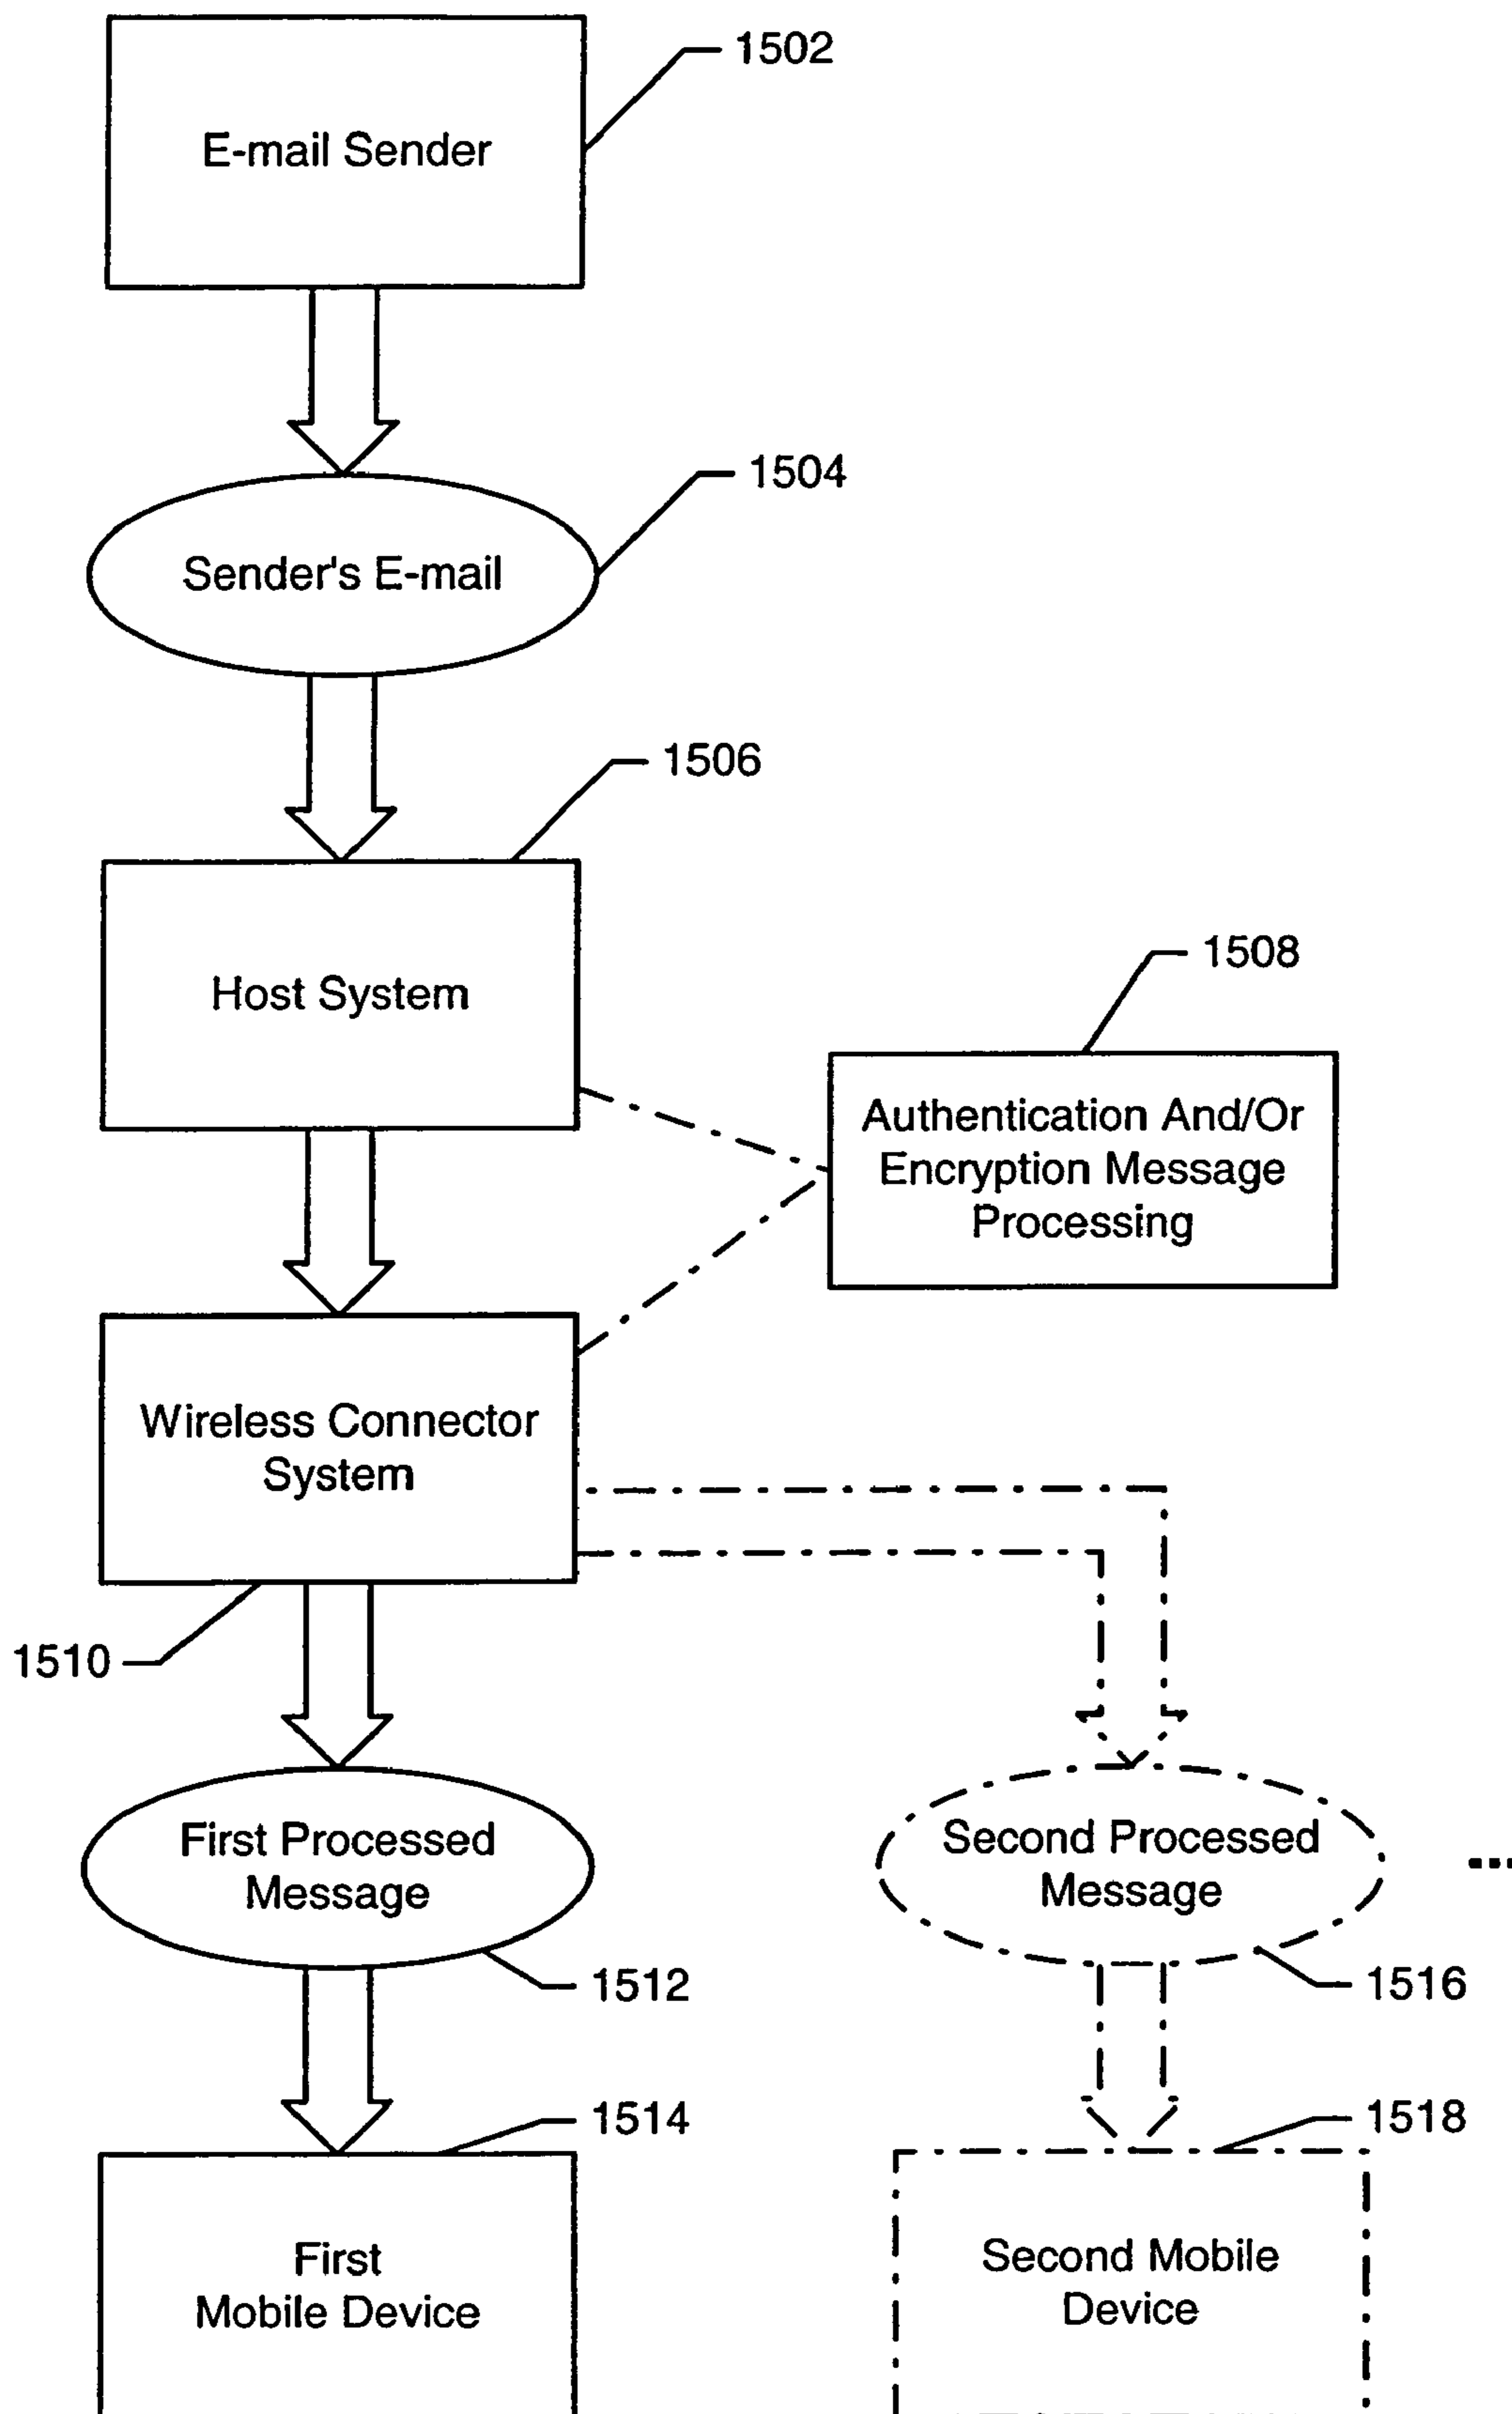 1502
E-mail Sender
1504
Sender's E-mail
1506
Host System
1508
Authentication And/Or
Encryption Message
Processing
Wireless Connector
System
1510
First Processed
Message
Second Processed
Message
...
1512
1516
1514
1518
First
Mobile Device
Second Mobile
Device